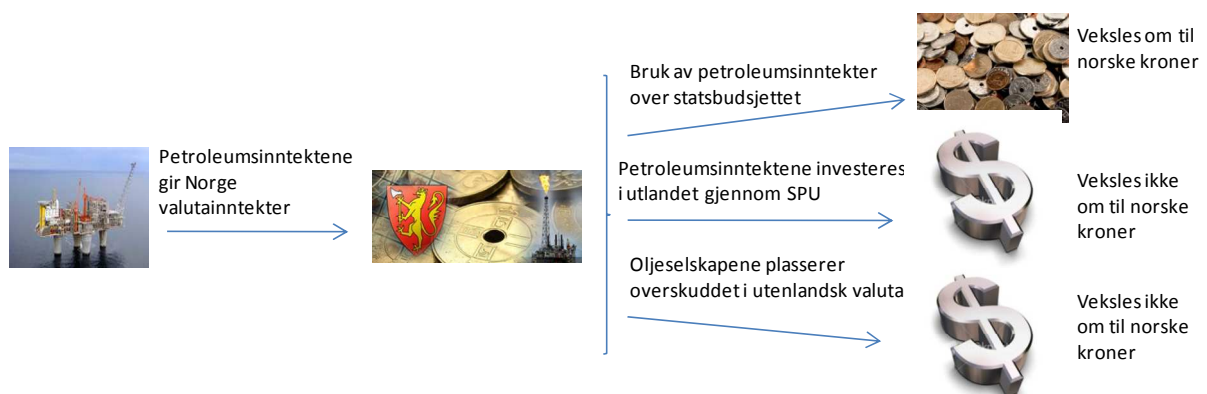 Petroleumsinntektene
gir Norge
valutainntekter
Bruk av petroleumsinntekter
over statsbudsjettet
Veksles om til
norske kroner
Petroleumsinntektene investeres
i utlandet gjennom SPU
Veksles ikke
om til norske
kroner
Oljeselskapene plasserer
overskuddet i utenlandsk valuta
Veksles ikke
om til norske
kroner